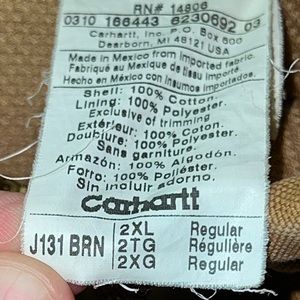 RN# 14806
0310 166443 6230692 03
Carhartt, Inc. P.O. Box 600
Dearborn, MI 48121 USA
Made in Mexico from imported fabric.
Fabriqué au Mexique de tissu importé.
Hecho en México con insumos importados.
Shell: 100% Cotton.
Lining: 100% Polyester.
Exclusive of trimming
Extérieur: 100% Coton.
Doublure: 100% Polyester.
Sans garniture
Armazón: 100% Algodón.
Forro: 100% Poliéster.
Sin incluir adorno.
Carhartt
J131 BRN
2XL Regular
2TG Régulière
2XG Regular